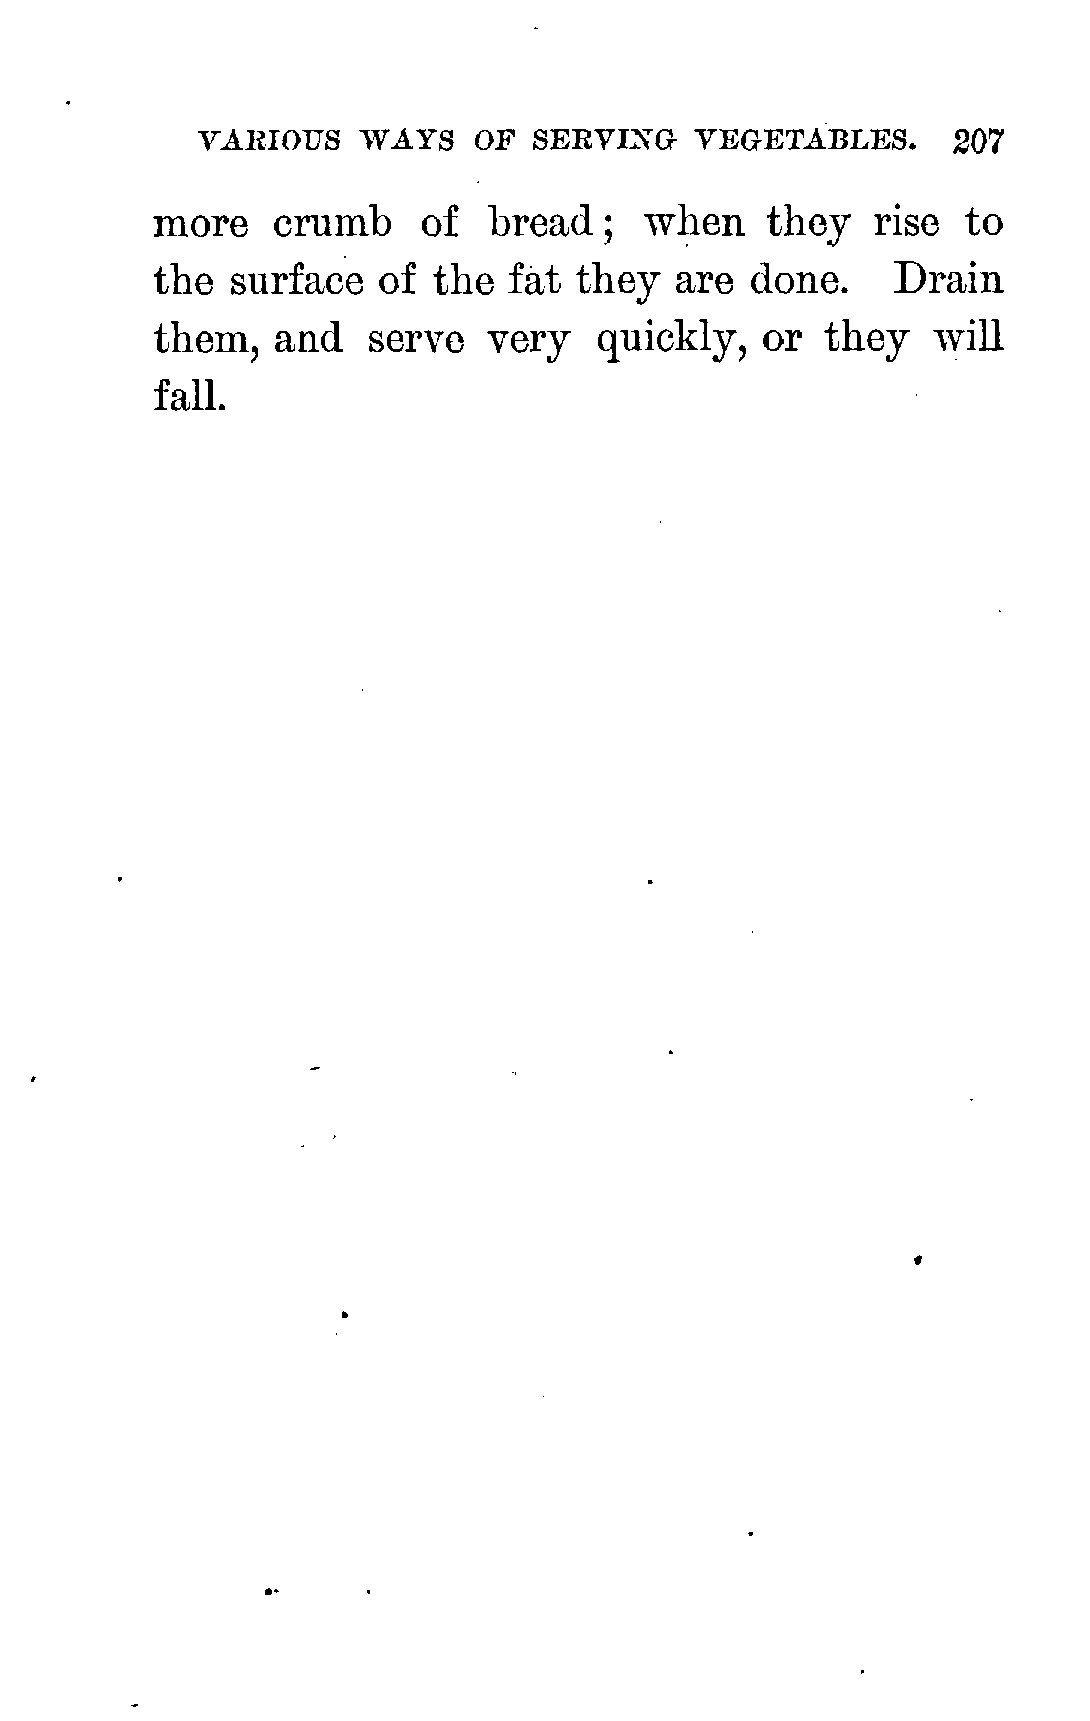 VARIOUS WAYS OF SERVING VEGETABLES. 207
more crumb of bread; when they rise to
the surface of the fat they are done. Drain
them, and serve very quickly, or they will
fall.